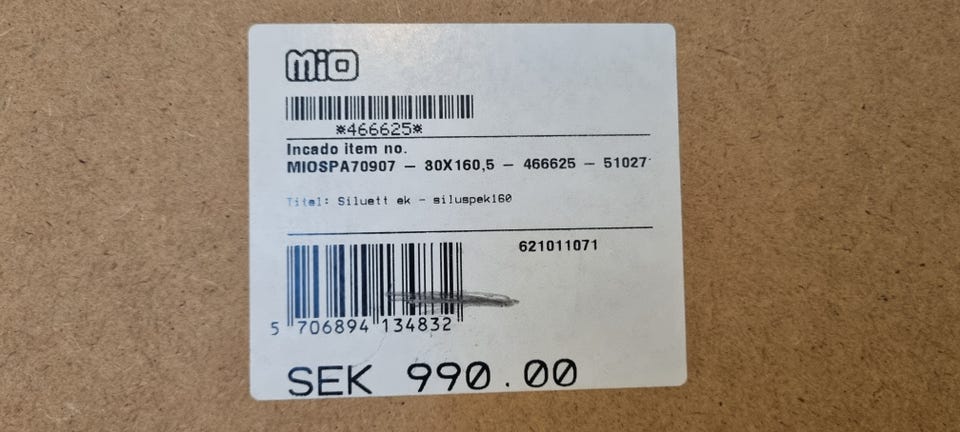 MiO
*466625*
Incado item no.
MIOSPA70907 – 80X160,5 – 466625 – 51027
Titel: Siluett ek - siluspek160
621011071
5 706894 134832
SEK 990.00